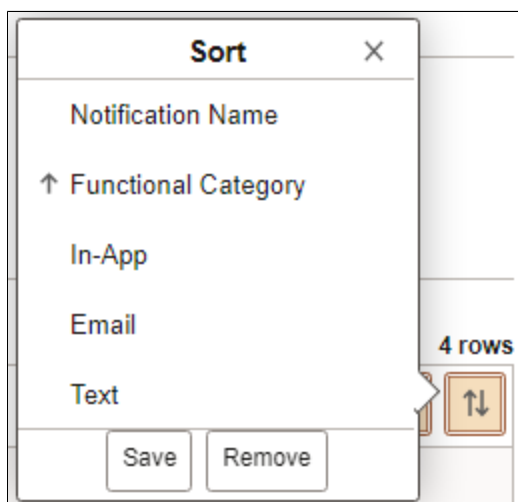 Sort
Notification Name
Functional Category
In-App
Email
4 rows
Text
Save
Remove